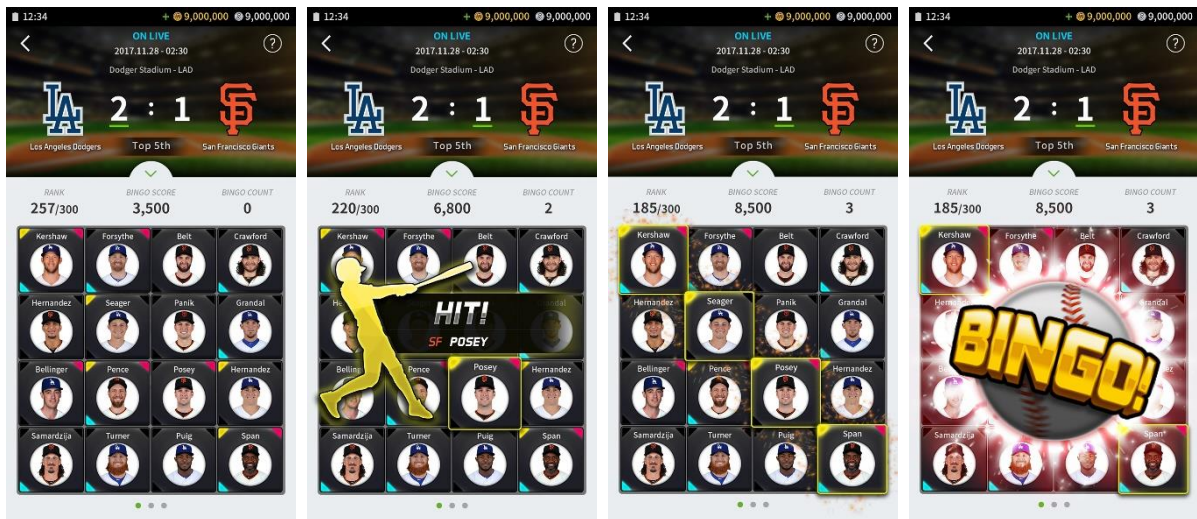 12:34 + 9,000,000 9,000,000
ON LIVE
2017.11.28 - 02:30
Dodger Stadium - LAD
LA 2 : 1 SF
Los Angeles Dodgers Top 5th San Francisco Giants
RANK BINGO SCORE BINGO COUNT
257/300 3,500 0
Kershaw Forsythe Belt Crawford
Hernandez Seager Panik Grandal
Bellinger Pence Posey Hernandez
Samardzija Turner Puig Span
12:34 + 9,000,000 9,000,000
ON LIVE
2017.11.28 - 02:30
Dodger Stadium - LAD
LA 2 : 1 SF
Los Angeles Dodgers Top 5th San Francisco Giants
RANK BINGO SCORE BINGO COUNT
220/300 6,800 2
Kershaw Forsythe Belt Crawford
HIT!
SF POSEY
Pence Posey Hernandez
Samardzija Turner Puig Span
12:34 + 9,000,000 9,000,000
ON LIVE
2017.11.28 - 02:30
Dodger Stadium - LAD
LA 2 : 1 SF
Los Angeles Dodgers Top 5th San Francisco Giants
RANK BINGO SCORE BINGO COUNT
185/300 8,500 3
Kershaw Forsythe Belt Crawford
Hernandez Seager Panik Grandal
Bellinger Pence Posey Hernandez
Samardzija Turner Puig Span
12:34 + 9,000,000 9,000,000
ON LIVE
2017.11.28 - 02:30
Dodger Stadium - LAD
LA 2 : 1 SF
Los Angeles Dodgers Top 5th San Francisco Giants
RANK BINGO SCORE BINGO COUNT
185/300 8,500 3
Kershaw Forsythe Belt Crawford
BINGO!
Samardzija Span